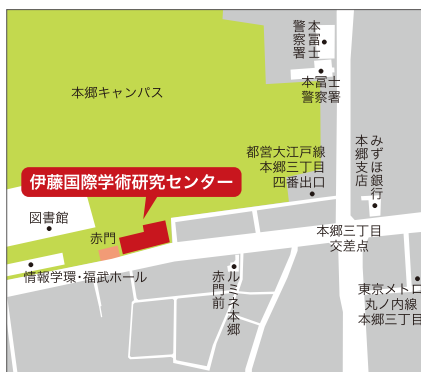 本富士
警察署
本冨士
警察署
本郷キャンパス
みずほ銀行
本郷支店
都営大江戸線
本郷三丁目
四番出口
伊藤国際学術研究センター
図書館
赤門
本郷三丁目
交差点
情報学環・福武ホール
ルミネ本郷
赤門前
東京メトロ
丸ノ内線
本郷三丁目